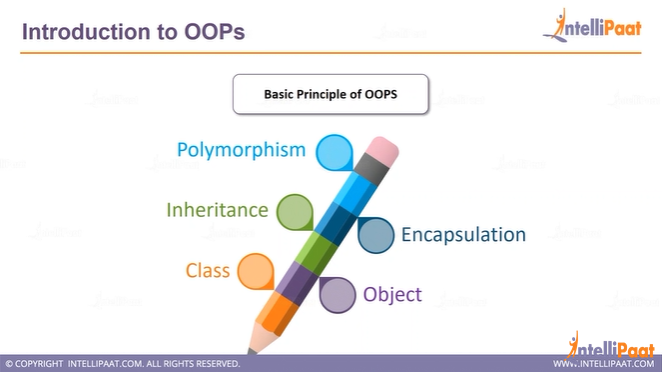 Introduction to OOPs
IntelliPaat
Basic Principle of OOPS
Polymorphism
Inheritance
Encapsulation
Class
Object
IntelliPaat
© COPYRIGHT INTELLIPAAT.COM. ALL RIGHTS RESERVED.
WWW.INTELLIPAAT.COM